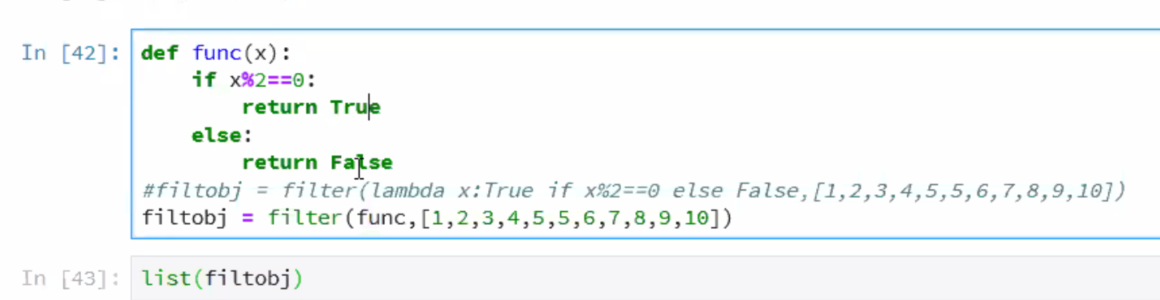 In [42]: def func(x):
    if x%2==0:
        return True
    else:
        return False
#filtobj = filter(lambda x:True if x%2==0 else False,[1,2,3,4,5,5,6,7,8,9,10])
filtobj = filter(func,[1,2,3,4,5,5,6,7,8,9,10])
In [43]: list(filtobj)